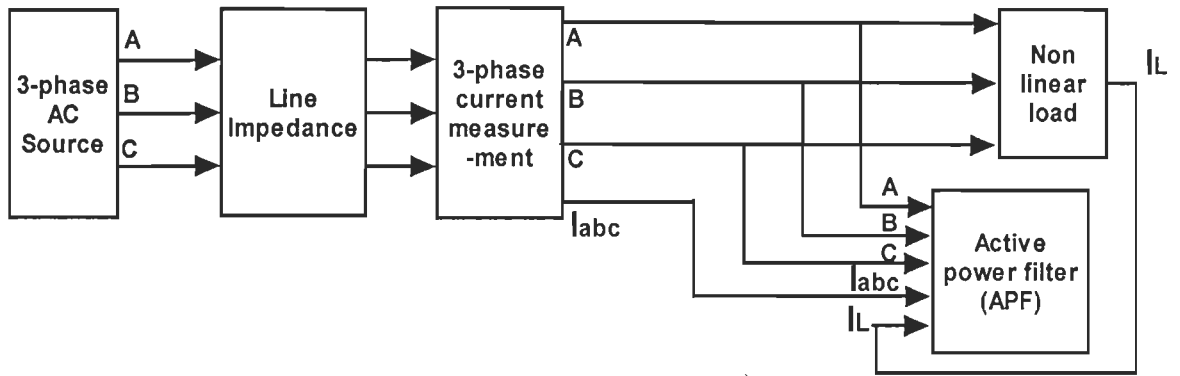 A
B
C
3-phase
AC
Source
Line
Impedance
3-phase
current
measure
-ment
A
B
C
Iabc
Non
linear
load
IL
A
B
C
Iabc
IL
Active
power filter
(APF)